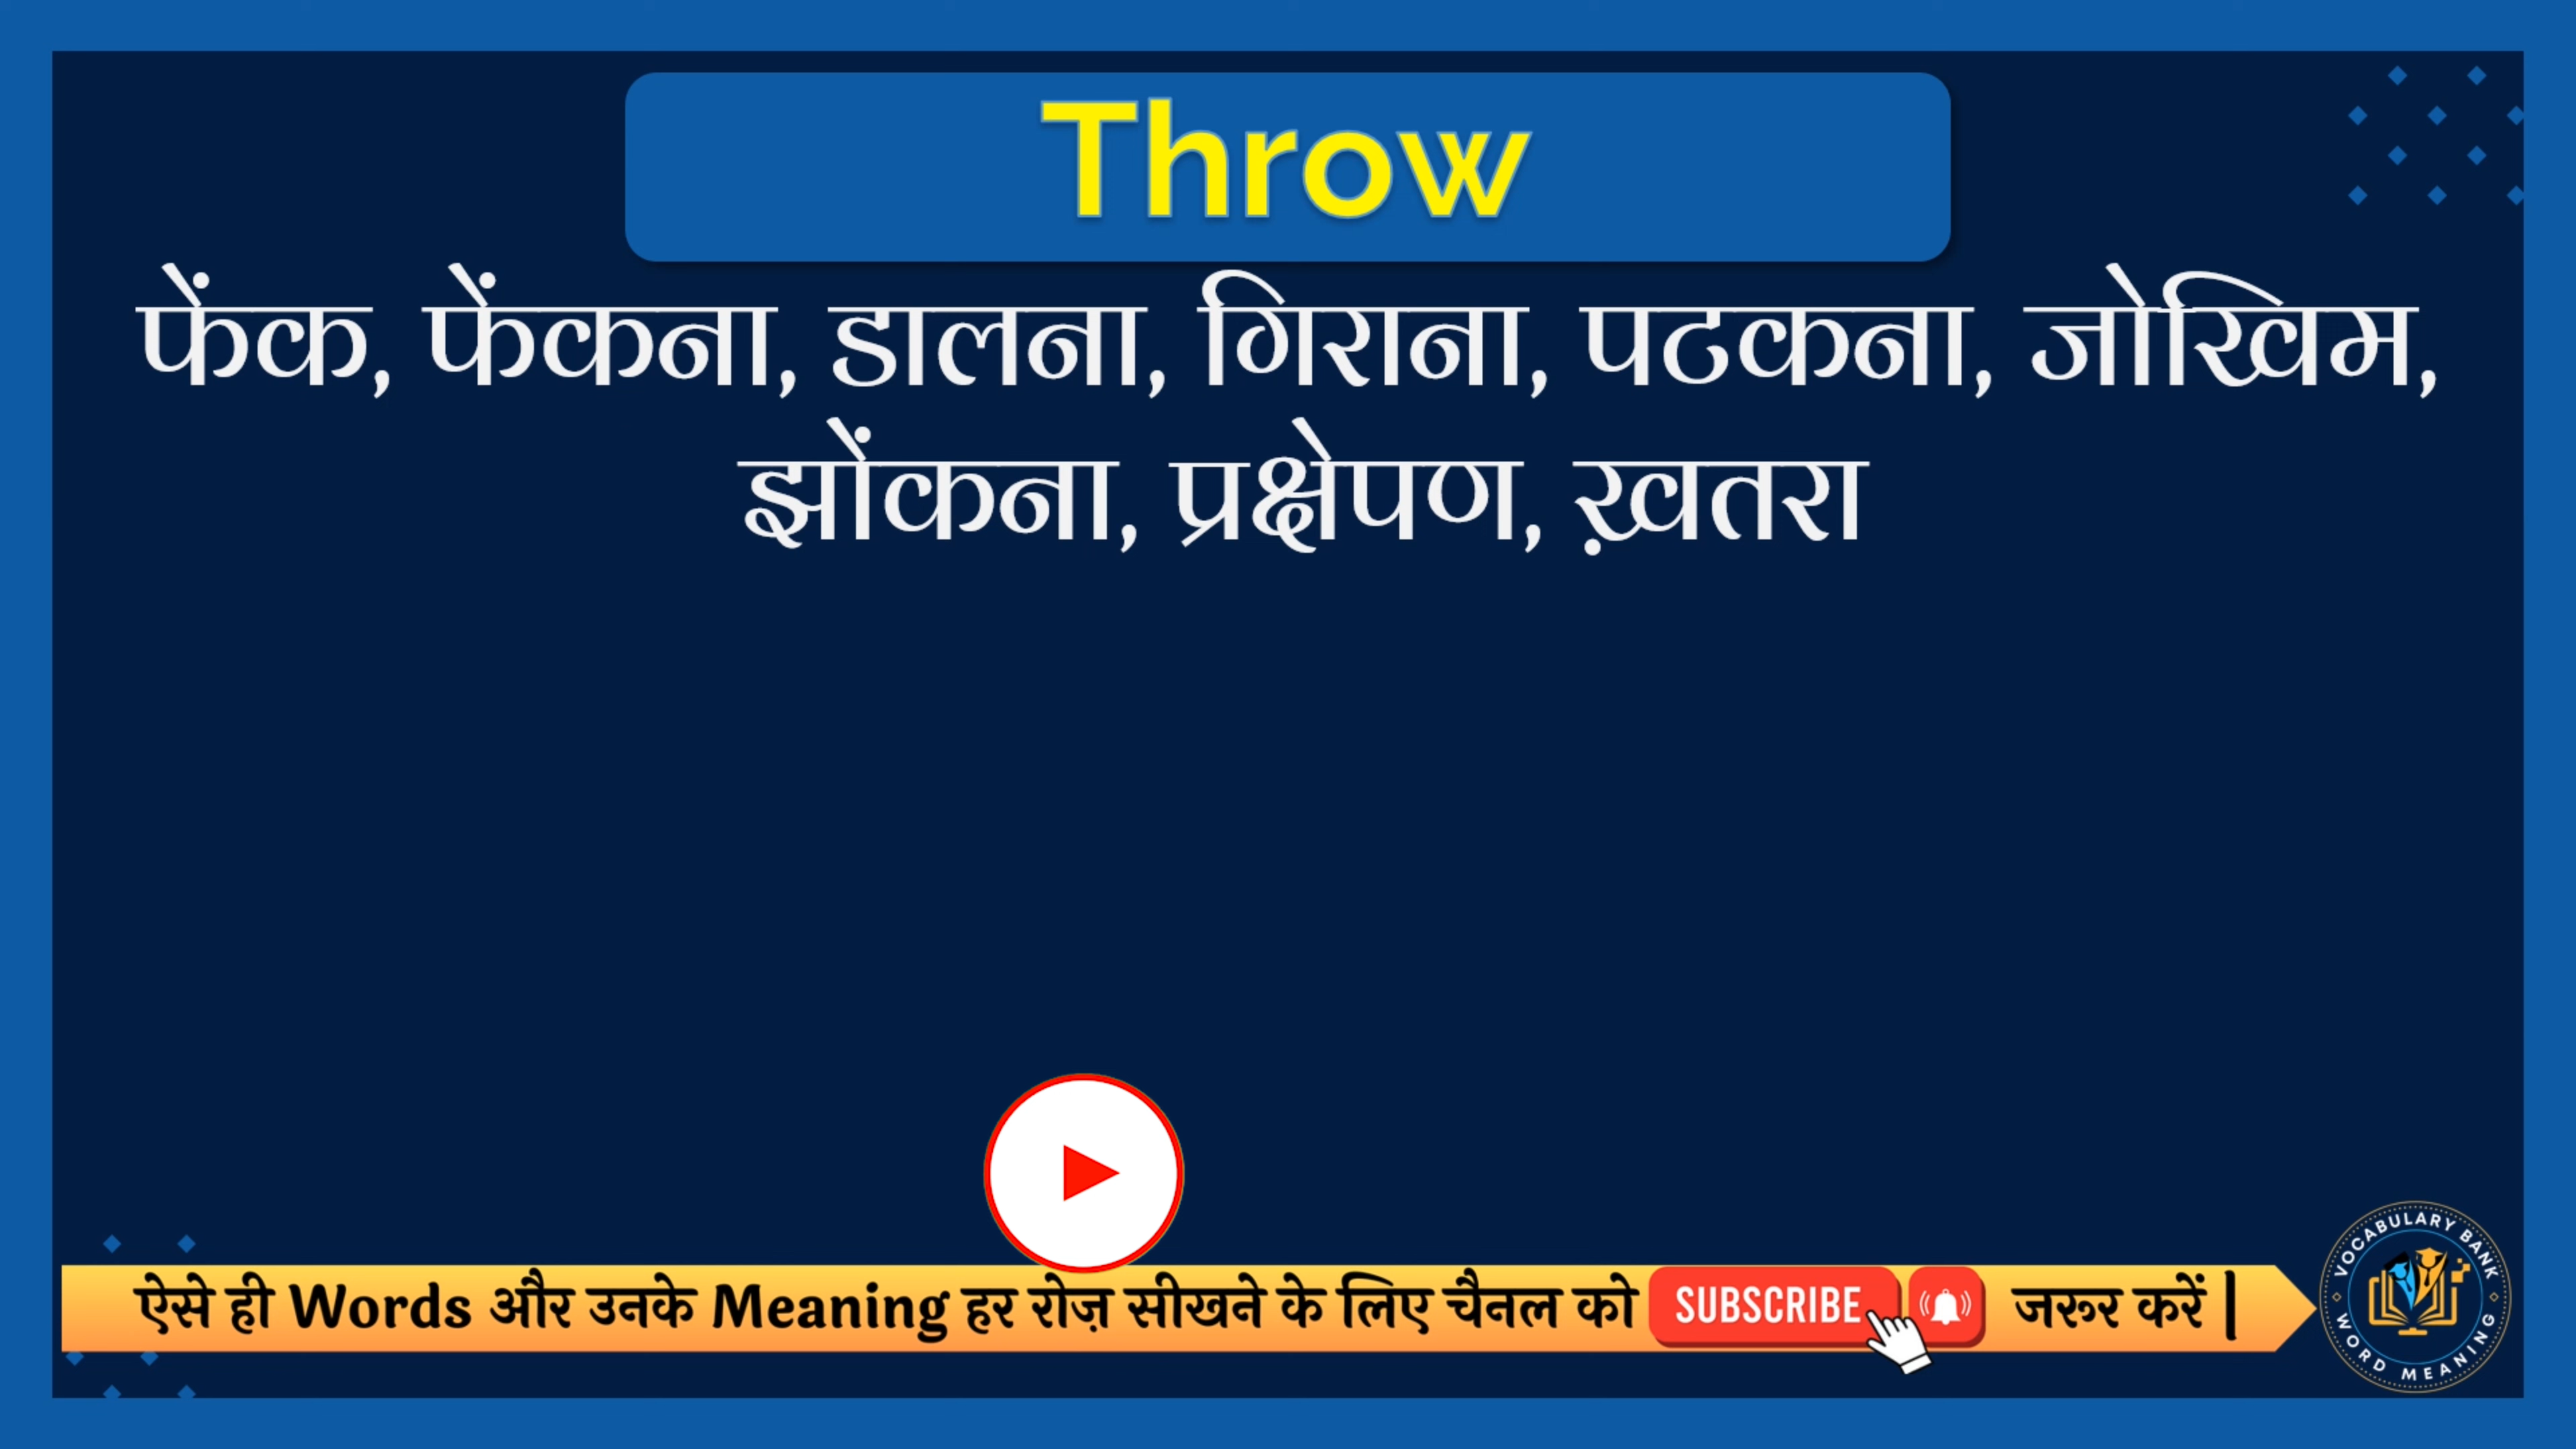 Throw
फेंक, फेंकना, डालना, गिराना, पटकना, जोखिम,
झोंकना, प्रक्षेपण, ख़तरा
ऐसे ही Words और उनके Meaning हर रोज़ सीखने के लिए चैनल को SUBSCRIBE जरूर करें |
VOCABULARY BANK
WORD MEANING